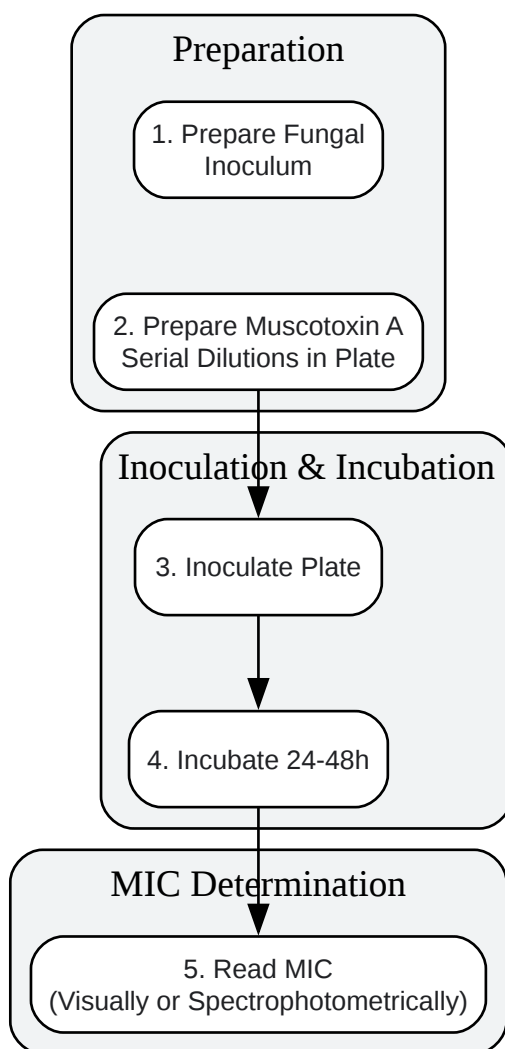 Preparation
1. Prepare Fungal
Inoculum
2. Prepare Muscotoxin A
Serial Dilutions in Plate
Inoculation & Incubation
3. Inoculate Plate
4. Incubate 24-48h
MIC Determination
5. Read MIC
(Visually or Spectrophotometrically)